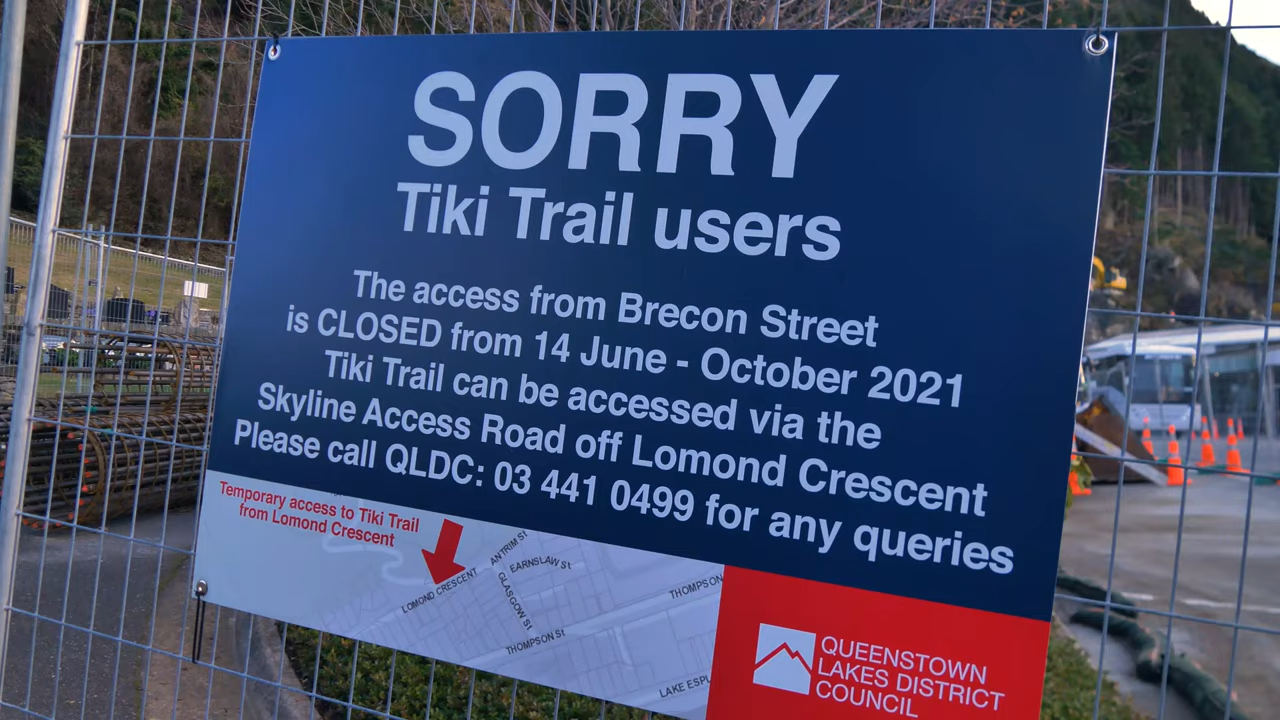 SORRY
Tiki Trail users
The access from Brecon Street
is CLOSED from 14 June - October 2021
Tiki Trail can be accessed via the
Skyline Access Road off Lomond Crescent
Please call QLDC: 03 441 0499 for any queries
Temporary access to Tiki Trail
from Lomond Crescent
ANTRIM St
EARNSLAW St
LOMOND CRESCENT
GLASGOW St
THOMPSON
THOMPSON St
LAKE ESPL
QUEENSTOWN
LAKES DISTRICT
COUNCIL